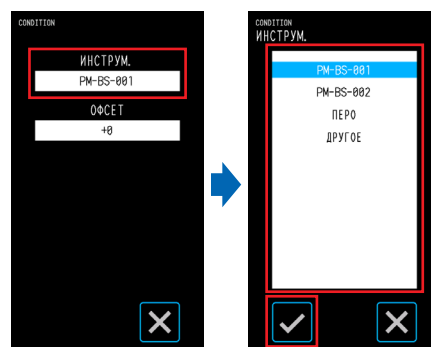 CONDITION
ИНСТРУМ.
PM-BS-001
ОФСЕТ
+0
CONDITION
ИНСТРУМ.
PM-BS-001
PM-BS-002
ПЕРО
ДРУГОЕ